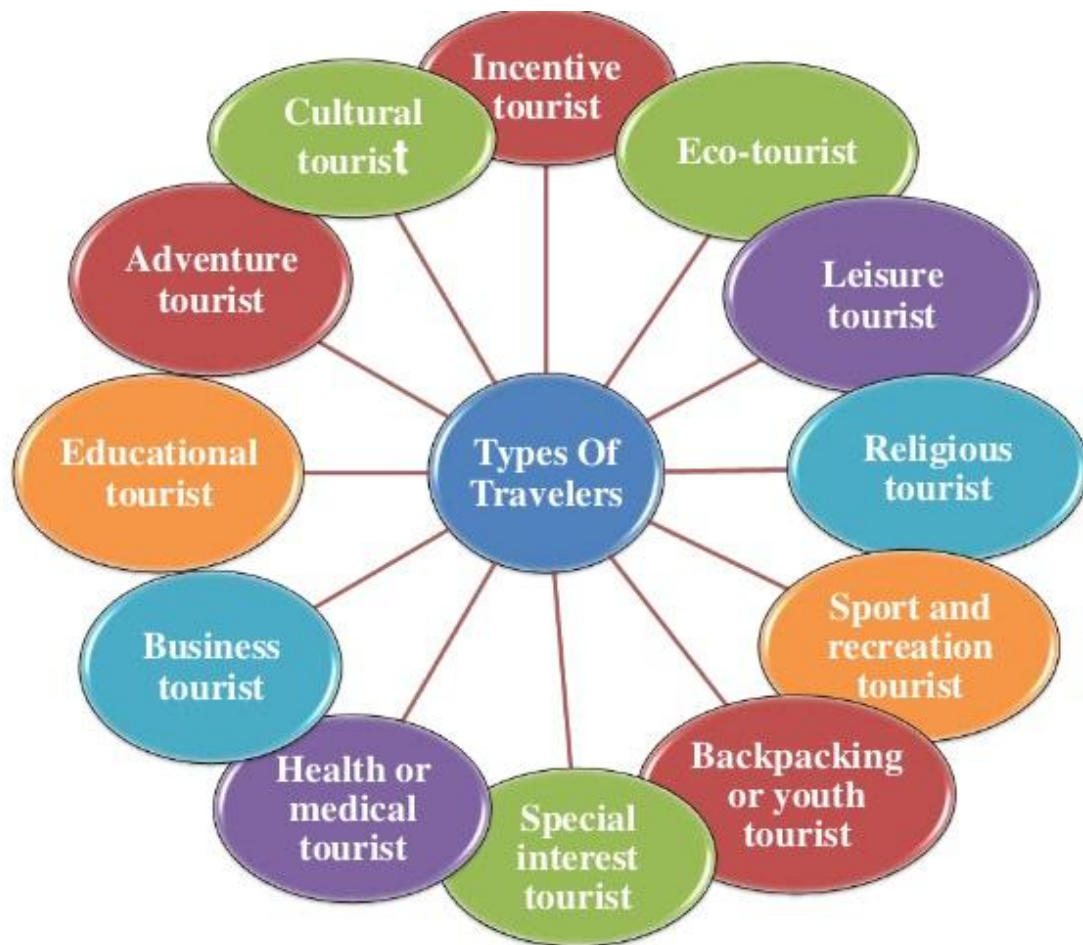 Incentive
tourist
Eco-tourist
Leisure
tourist
Religious
tourist
Sport and
recreation
tourist
Backpacking
or youth
tourist
Special
interest
tourist
Health or
medical
tourist
Business
tourist
Educational
tourist
Adventure
tourist
Cultural
tourist
Types Of
Travelers